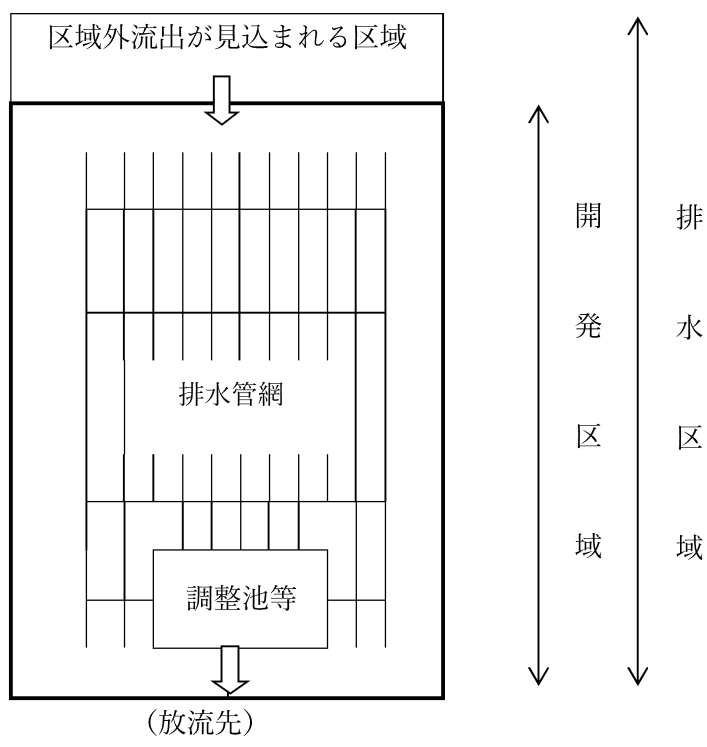 区域外流出が見込まれる区域
排水管網
調整池等
(放流先)
開発区域
排水区域